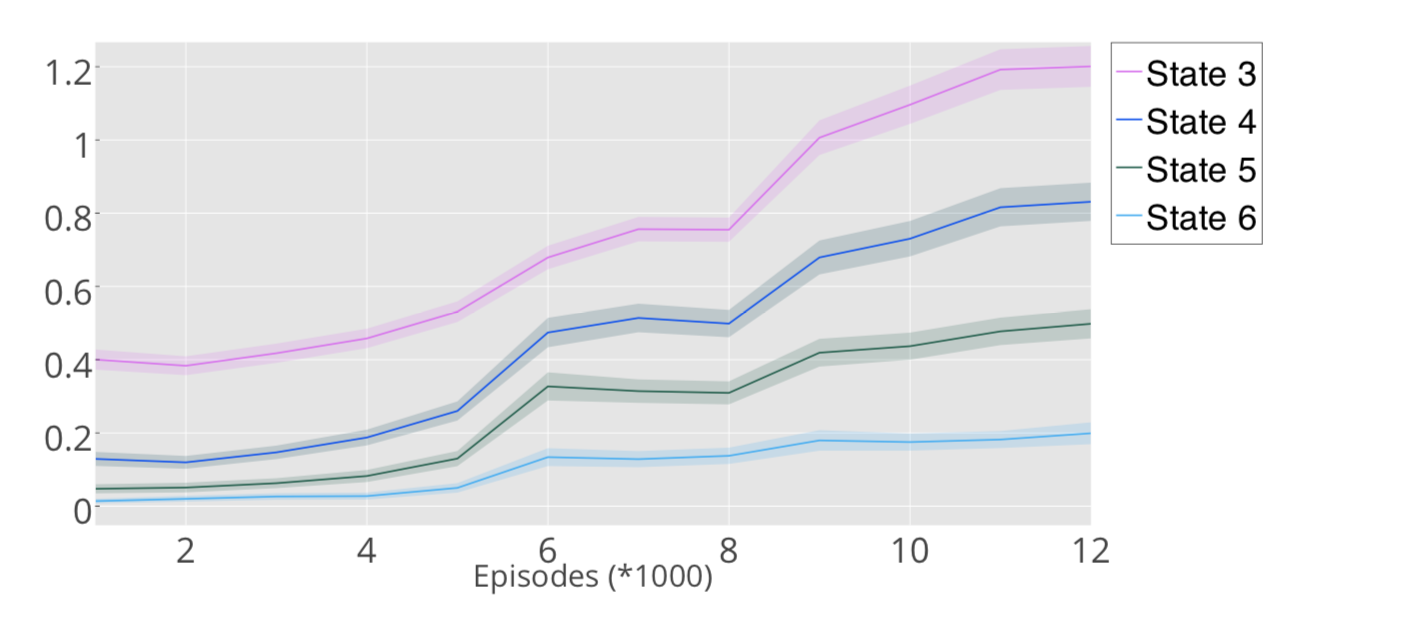 1.2
1
0.8
0.6
0.4
0.2
0
2 4 6 8 10 12
Episodes (*1000)
State 3
State 4
State 5
State 6